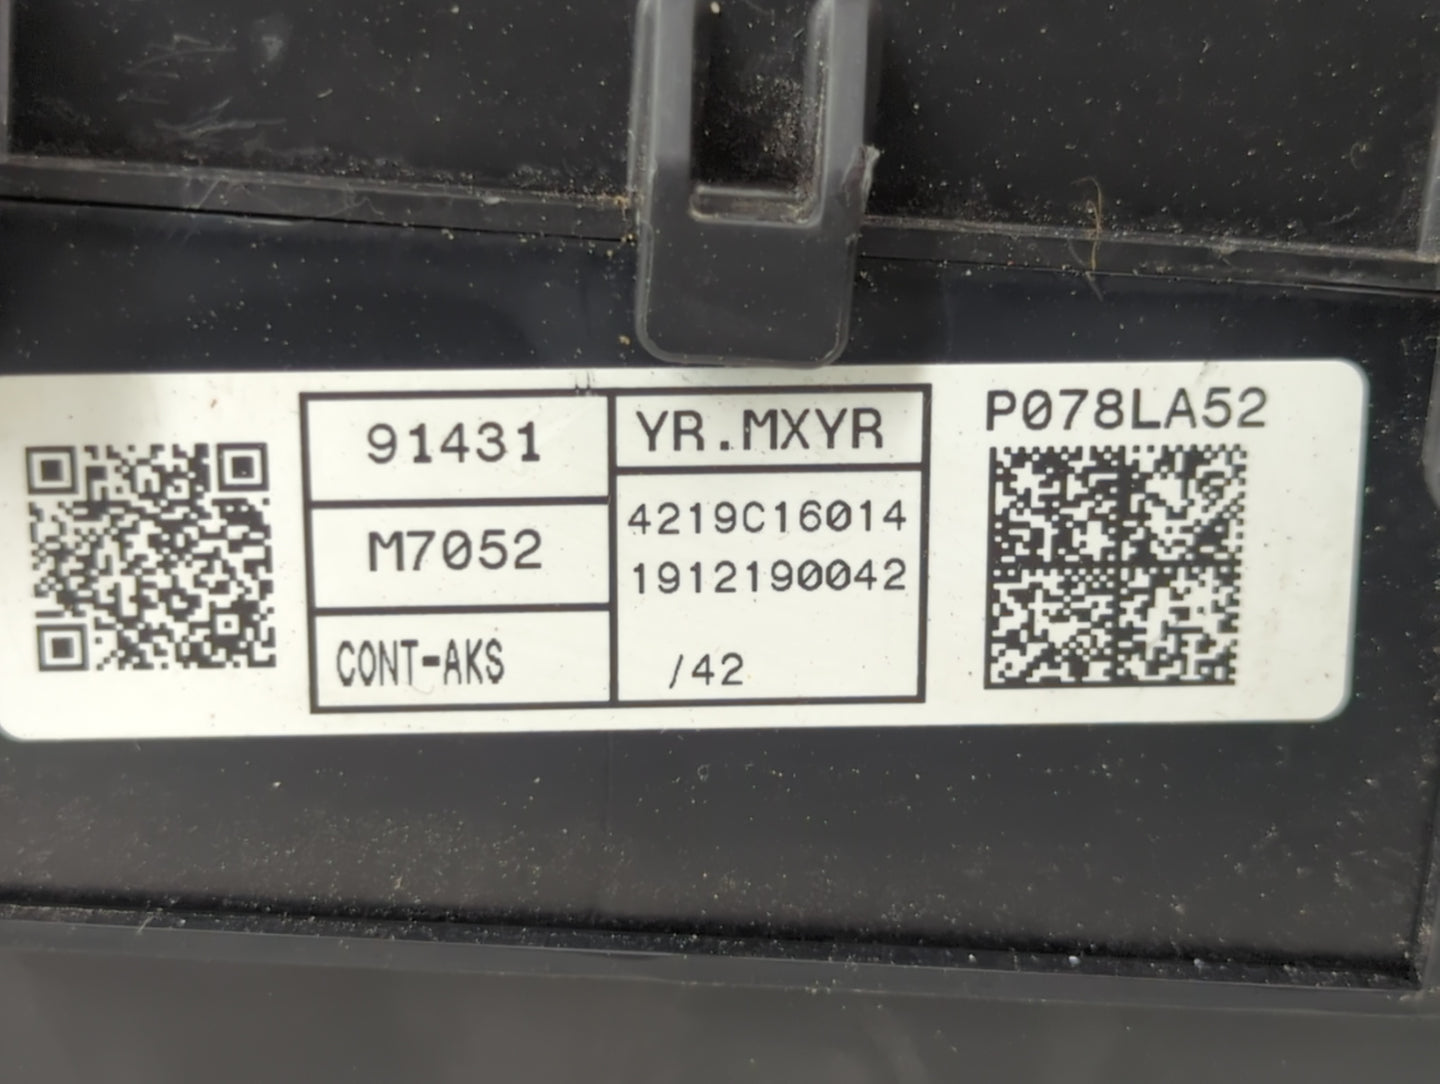 91431
M7052
CONT-AKS
YR.MXYR
4219C16014
1912190042
/42
P078LA52